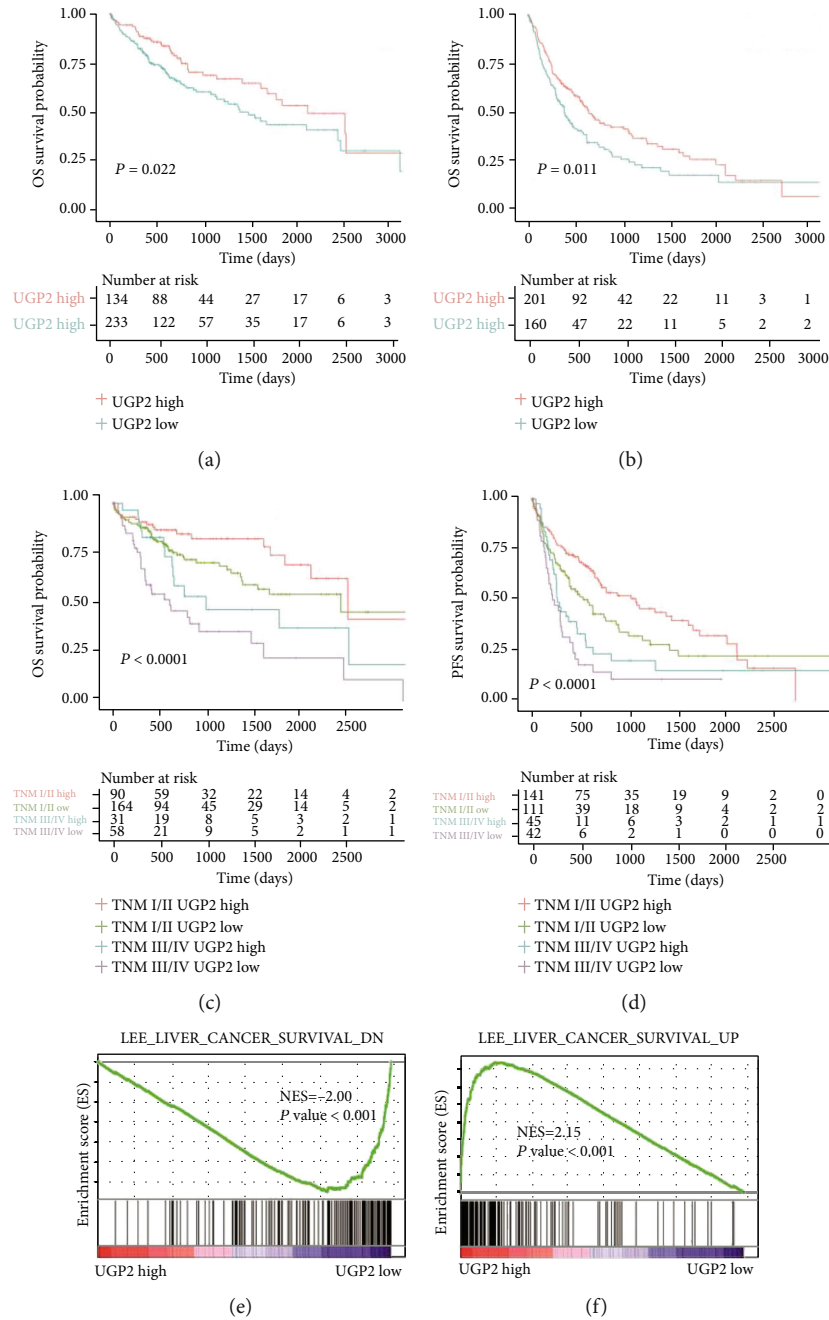 1.00
0.75
0.50
0.25
0.00
OS survival probability
P = 0.022
0 500 1000 1500 2000 2500 3000
Time (days)
Number at risk
UGP2 high 134 88 44 27 17 6 3
UGP2 high 233 122 57 35 17 6 3
0 500 1000 1500 2000 2500 3000
Time (days)
UGP2 high
UGP2 low
(a)
1.00
0.75
0.50
0.25
0.00
OS survival probability
P = 0.011
0 500 1000 1500 2000 2500 3000
Time (days)
Number at risk
UGP2 high 201 92 42 22 11 3 1
UGP2 high 160 47 22 11 5 2 2
0 500 1000 1500 2000 2500 3000
Time (days)
UGP2 high
UGP2 low
(b)
1.00
0.75
0.50
0.25
0.00
OS survival probability
P < 0.0001
0 500 1000 1500 2000 2500
Time (days)
Number at risk
TNM I/II high 90 59 32 22 14 4 2
TNM I/II ow 164 94 45 29 14 5 2
TNM III/IV high 31 19 8 5 3 2 1
TNM III/IV low 58 21 9 5 2 1 1
0 500 1000 1500 2000 2500
Time (days)
TNM I/II UGP2 high
TNM I/II UGP2 low
TNM III/IV UGP2 high
TNM III/IV UGP2 low
(c)
1.00
0.75
0.50
0.25
0.00
PFS survival probability
P < 0.0001
0 500 1000 1500 2000 2500
Time (days)
Number at risk
TNM I/II high 141 75 35 19 9 2 0
TNM I/II ow 111 39 18 9 4 2 2
TNM III/IV high 45 11 6 3 2 1 1
TNM III/IV low 42 6 2 1 0 0 0
0 500 1000 1500 2000 2500
Time (days)
TNM I/II UGP2 high
TNM I/II UGP2 low
TNM III/IV UGP2 high
TNM III/IV UGP2 low
(d)
LEE_LIVER_CANCER_SURVIVAL_DN
Enrichment score (ES)
NES=−2.00
P value < 0.001
UGP2 high UGP2 low
(e)
LEE_LIVER_CANCER_SURVIVAL_UP
Enrichment score (ES)
NES=2.15
P value < 0.001
UGP2 high UGP2 low
(f)